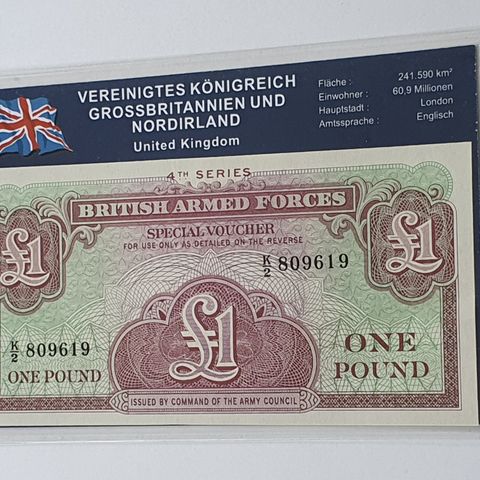 VEREINIGTES KÖNIGREICH
GROSSBRITANNIEN UND
NORDIRLAND
United Kingdom
Fläche : 241.590 km²
Einwohner : 60,9 Millionen
Hauptstadt : London
Amtssprache : Englisch
4TH SERIES
BRITISH ARMED FORCES
SPECIAL VOUCHER
FOR USE ONLY AS DETAILED ON THE REVERSE
£1
£1
K/2 809619
£1
K/2 809619
ONE POUND
ONE
POUND
ISSUED BY COMMAND OF THE ARMY COUNCIL